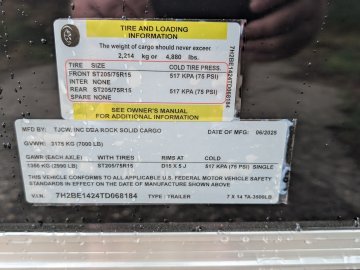 TIRE AND LOADING
INFORMATION
The weight of cargo should never exceed
2,214 kg or 4,880 lbs.
TIRE SIZE COLD TIRE PRESS.
FRONT ST205/75R15 517 KPA (75 PSI)
INTER NONE
REAR ST205/75R15 517 KPA (75 PSI)
SPARE NONE
SEE OWNER'S MANUAL
FOR ADDITIONAL INFORMATION
7H2BE1424TD068184
MFG. BY: TJCW, INC DBA ROCK SOLID CARGO DATE OF MFG: 06/2025
GVWR: 3175 KG (7000 LB)
GAWR (EACH AXLE) WITH TIRES RIMS AT COLD
1356 KG (2990 LB) ST205/75R15 D15 X 5 J 517 KPA (75 PSI) SINGLE
THIS VEHICLE CONFORMS TO ALL APPLICABLE U.S. FEDERAL MOTOR VEHICLE SAFETY
STANDARDS IN EFFECT ON THE DATE OF MANUFACTURE SHOWN ABOVE
V.I.N. 7H2BE1424TD068184 TYPE : TRAILER 7 X 14 TA-3500LB